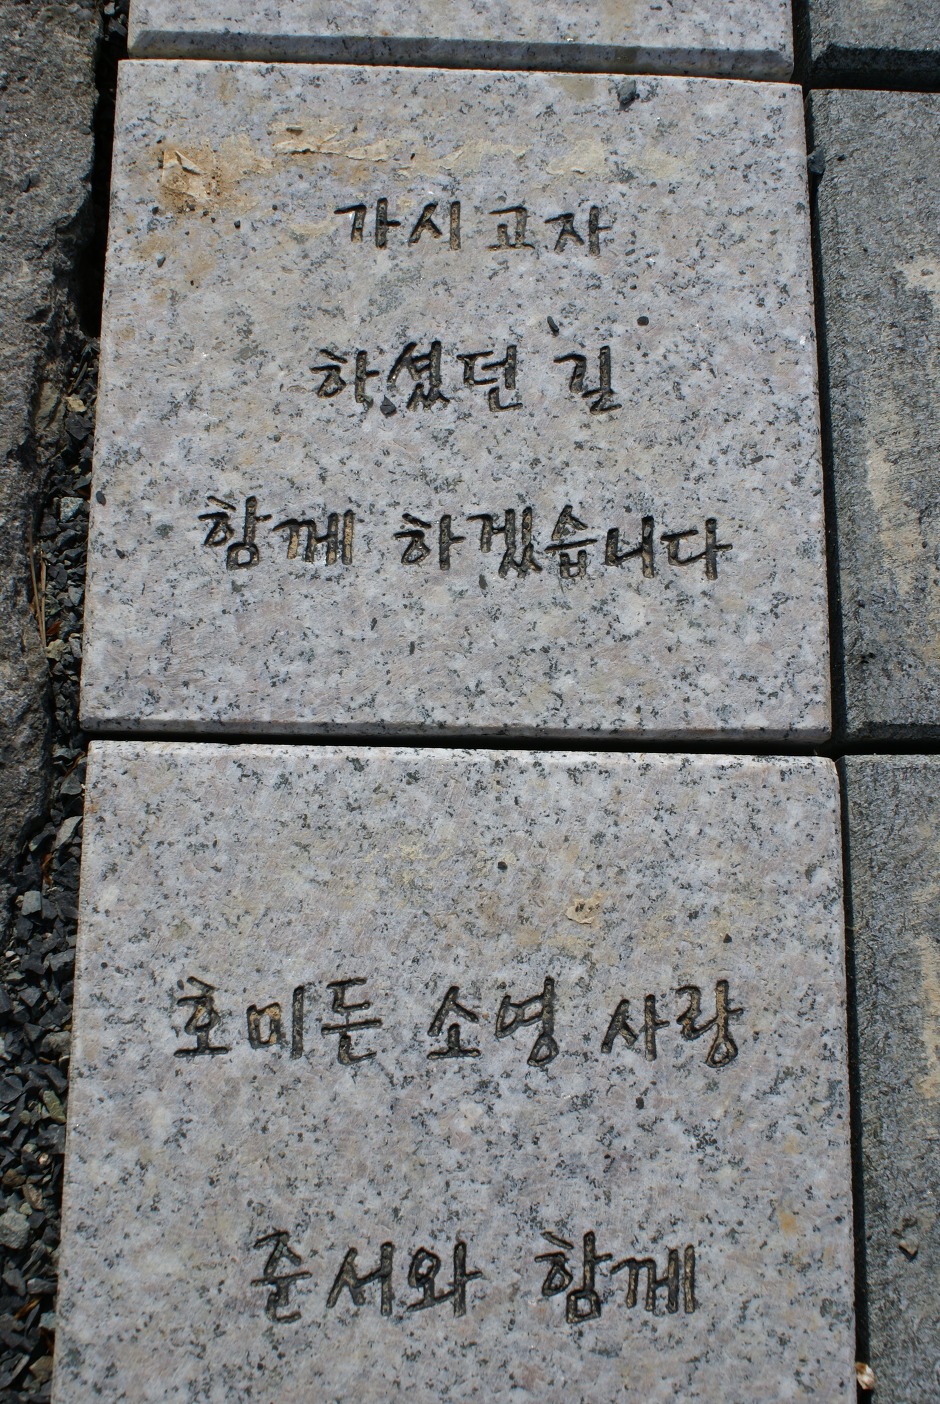 가시고자
하셨던 길
함께 하겠습니다
호미든 소영 사랑
준서와 함께